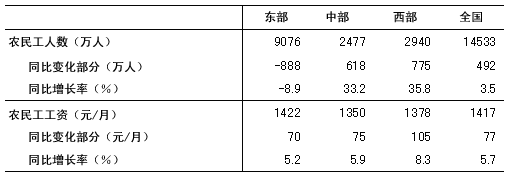 东部 中部 西部 全国
农民工人数（万人） 9076 2477 2940 14533
同比变化部分（万人） -888 618 775 492
同比增长率（%） -8.9 33.2 35.8 3.5
农民工工资（元/月） 1422 1350 1378 1417
同比变化部分（元/月） 70 75 105 77
同比增长率（%） 5.2 5.9 8.3 5.7